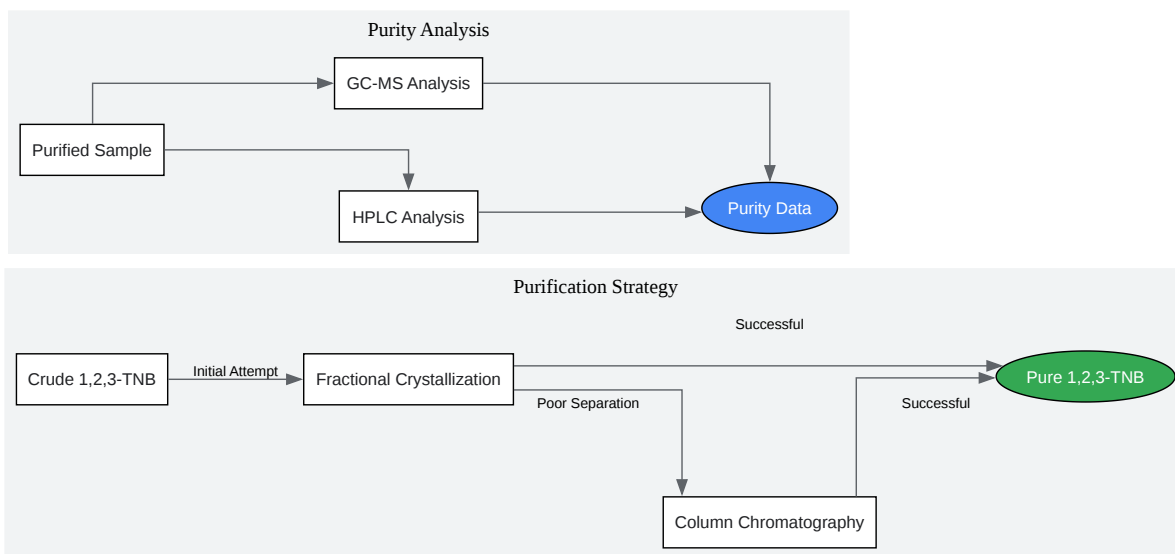 Purity Analysis
GC-MS Analysis
Purified Sample
HPLC Analysis
Purity Data
Purification Strategy
Successful
Crude 1,2,3-TNB
Initial Attempt
Fractional Crystallization
Pure 1,2,3-TNB
Poor Separation
Successful
Column Chromatography